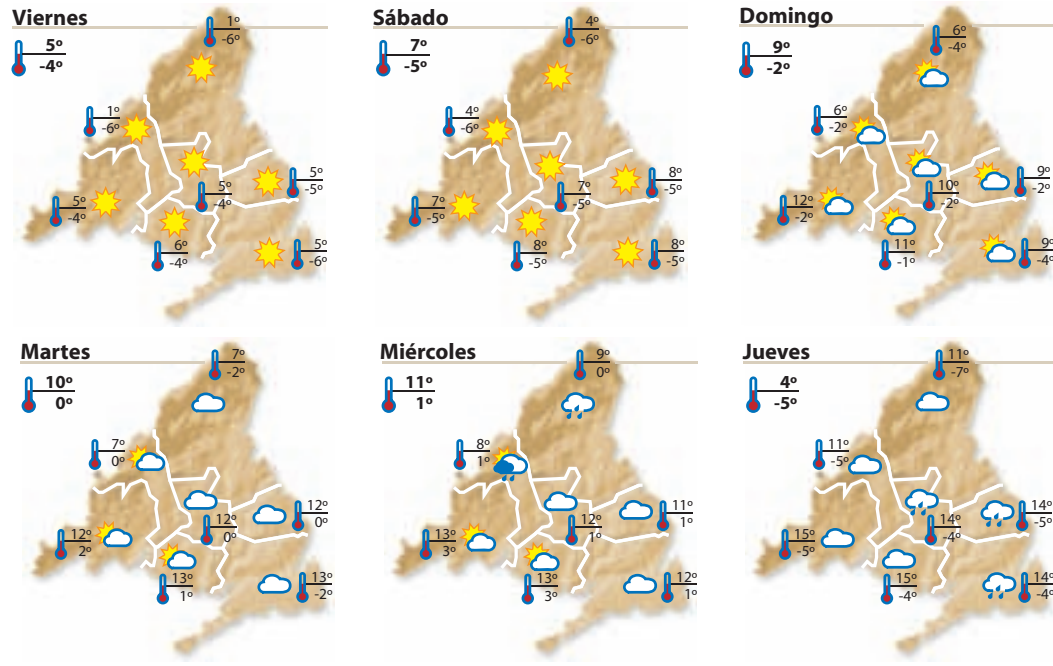 Viernes
5º
-4º
1º
-6º
1º
-6º
5º
-4º
5º
-5º
5º
-4º
6º
-4º
5º
-6º
Sábado
7º
-5º
4º
-6º
4º
-6º
7º
-5º
8º
-5º
7º
-5º
8º
-5º
8º
-5º
Domingo
9º
-2º
6º
-4º
6º
-2º
10º
-2º
9º
-2º
12º
-2º
11º
-1º
9º
-4º
Martes
10º
0º
7º
-2º
7º
0º
12º
0º
12º
0º
12º
2º
13º
1º
13º
-2º
Miércoles
11º
1º
9º
0º
8º
1º
12º
1º
11º
1º
13º
3º
13º
3º
12º
1º
Jueves
4º
-5º
11º
-7º
11º
-5º
14º
-4º
14º
-5º
15º
-5º
15º
-4º
14º
-4º